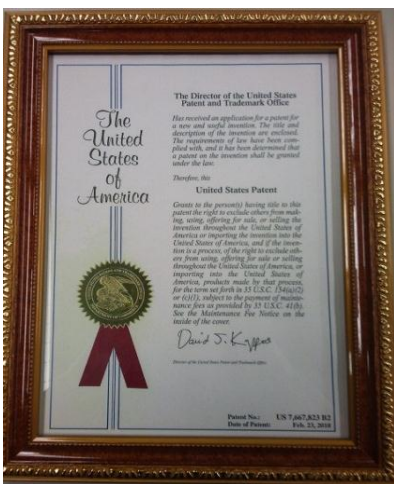 The
United
States
of
America
The Director of the United States
Patent and Trademark Office
Has received an application for a patent for
a new and useful invention. The title and
description of the invention are enclosed.
The requirements of law have been com-
plied with, and it has been determined that
a patent on the invention shall be granted
under the law.
Therefore, this
United States Patent
Grants to the person(s) having title to this
patent the right to exclude others from mak-
ing, using, offering for sale, or selling the
invention throughout the United States of
America or importing the invention into the
United States of America, and if the inven-
tion is a process, of the right to exclude oth-
ers from using, offering for sale or selling
throughout the United States of America, or
importing into the United States of
America, products made by that process,
for the term set forth in 35 U.S.C. 154(a)(2)
or (c)(1), subject to the payment of mainte-
nance fees as provided by 35 U.S.C. 41(b).
See the Maintenance Fee Notice on the
inside of the cover.
David J. Kappos
Director of the United States Patent and Trademark Office
Patent No.: US 7,667,823 B2
Date of Patent: Feb. 23, 2010